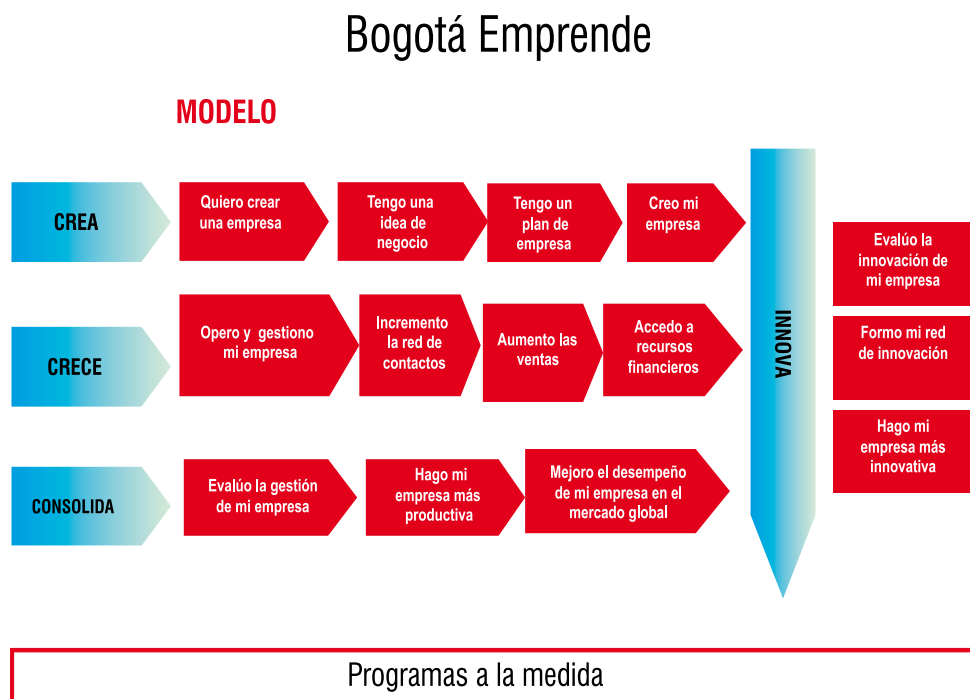 Bogotá Emprende
MODELO
CREA
Quiero crear
una empresa
Tengo una
idea de
negocio
Tengo un
plan de
empresa
Creo mi
empresa
CRECE
Opero y gestiono
mi empresa
Incremento
la red de
contactos
Aumento las
ventas
Accedo a
recursos
financieros
CONSOLIDA
Evalúo la gestión
de mi empresa
Hago mi
empresa más
productiva
Mejoro el desempeño
de mi empresa en el
mercado global
INNOVA
Evalúo la
innovación de
mi empresa
Formo mi red
de innovación
Hago mi
empresa más
innovativa
Programas a la medida